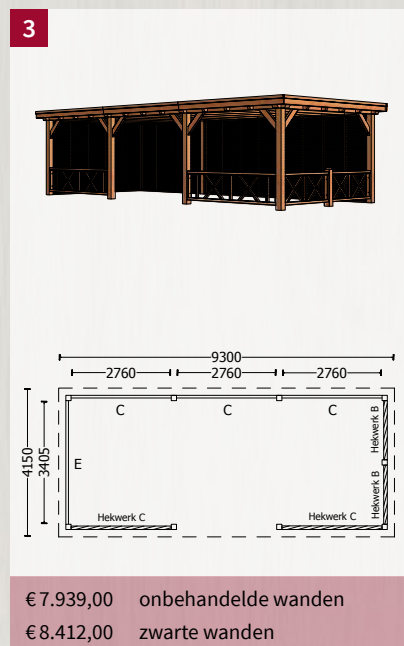 3
9300
2760 2760 2760
C C C
4150
3405
E
Hekwerk B
Hekwerk B
Hekwerk C
Hekwerk C
€ 7.939,00 onbehandelde wanden
€ 8.412,00 zwarte wanden